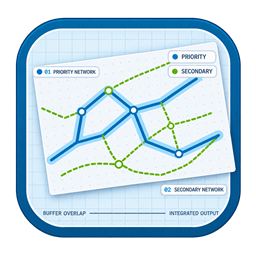 PRIORITY
SECONDARY
01 PRIORITY NETWORK
02 SECONDARY NETWORK
BUFFER OVERLAP
INTEGRATED OUTPUT